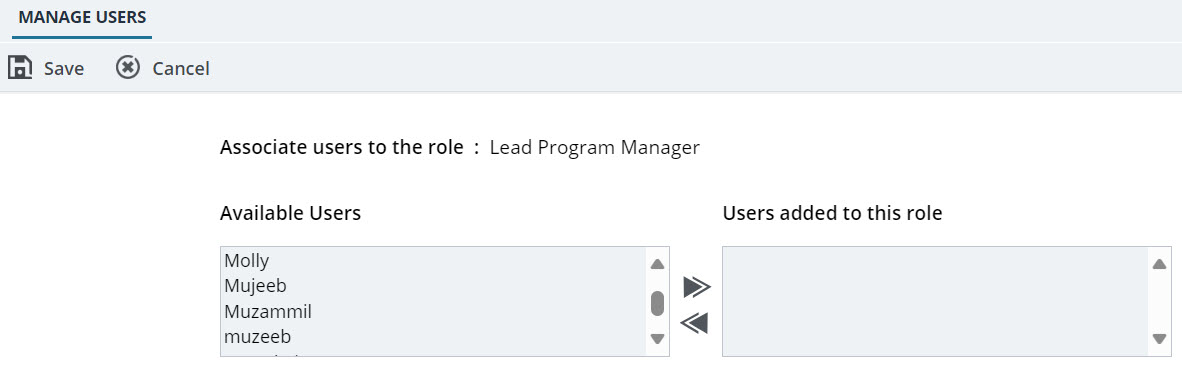 MANAGE USERS
Save Cancel
Associate users to the role : Lead Program Manager
Available Users Users added to this role
Molly
Mujeeb
Muzammil
muzeeb